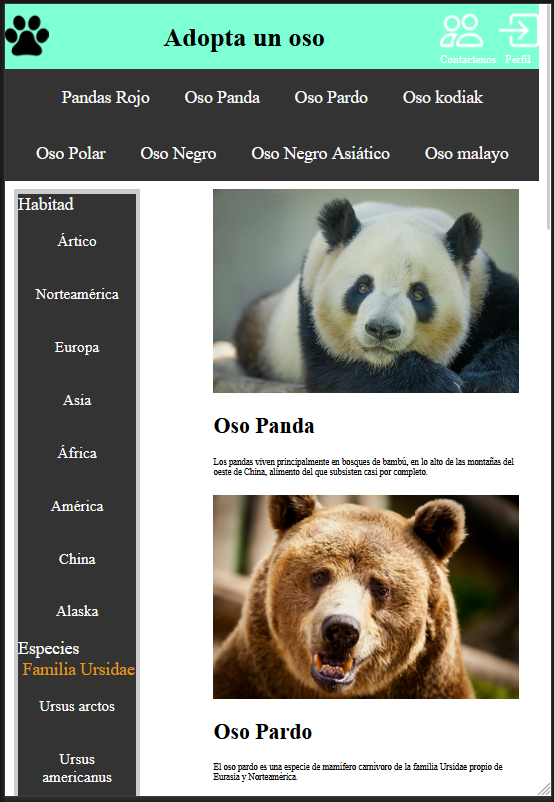 Adopta un oso
Contactenos Perfil
Pandas Rojo Oso Panda Oso Pardo Oso kodiak
Oso Polar Oso Negro Oso Negro Asiático Oso malayo
Habitad
Ártico
Norteamérica
Europa
Asia
África
América
China
Alaska
Especies
Familia Ursidae
Ursus arctos
Ursus
americanus
Oso Panda
Los pandas viven principalmente en bosques de bambú, en lo alto de las montañas del
oeste de China, alimento del que subsisten casi por completo.
Oso Pardo
El oso pardo es una especie de mamífero carnívoro de la familia Ursidae propio de
Eurasia y Norteamérica.